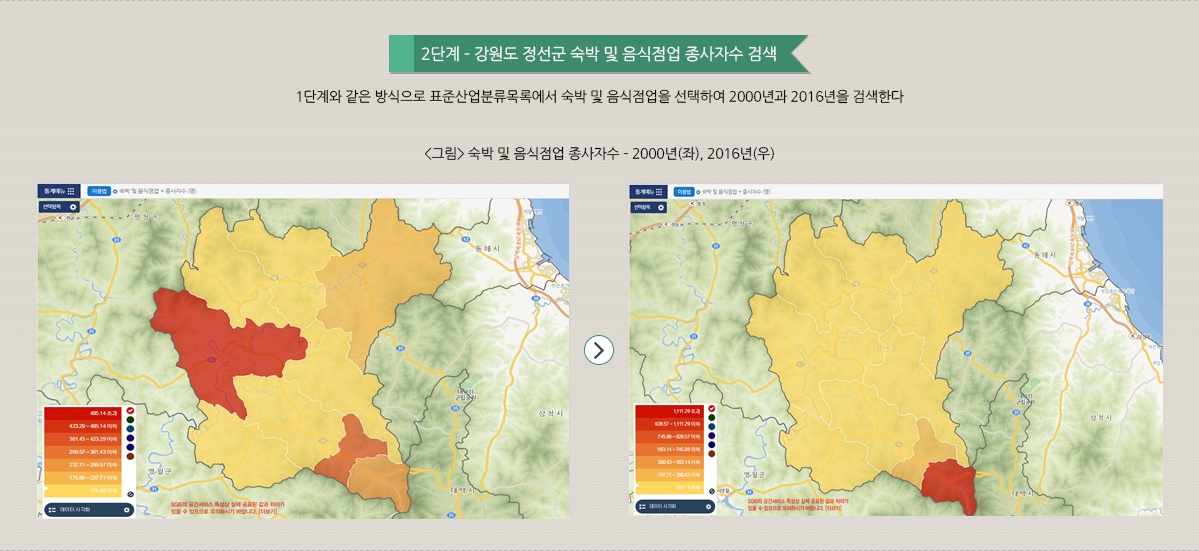 2단계 - 강원도 정선군 숙박 및 음식점업 종사자수 검색
1단계와 같은 방식으로 표준산업분류목록에서 숙박 및 음식점업을 선택하여 2000년과 2016년을 검색한다
<그림> 숙박 및 음식점업 종사자수 - 2000년(좌), 2016년(우)
통계메뉴
이용법
숙박 및 음식점업 + 종사자수 (명)
선택항목
평창군
동해시
삼척시
영월군
태백시
485.14 초과
423.29 ~ 485.14 이하
361.43 ~ 423.29 이하
299.57 ~ 361.43 이하
237.71 ~ 299.57 이하
175.86 ~ 237.71 이하
데이터 시각화
SGIS의 공간서비스 특성상 실제 공표된 값과 차이가
있을 수 있으므로 유의하시기 바랍니다. [더보기]
통계메뉴
이용법
숙박 및 음식점업 + 종사자수 (명)
선택항목
평창군
동해시
삼척시
영월군
태백시
1,111.29 초과
928.57 ~ 1,111.29 이하
745.86 ~ 928.57 이하
563.14 ~ 745.86 이하
380.43 ~ 563.14 이하
197.71 ~ 380.43 이하
데이터 시각화
SGIS의 공간서비스 특성상 실제 공표된 값과 차이가
있을 수 있으므로 유의하시기 바랍니다. [더보기]